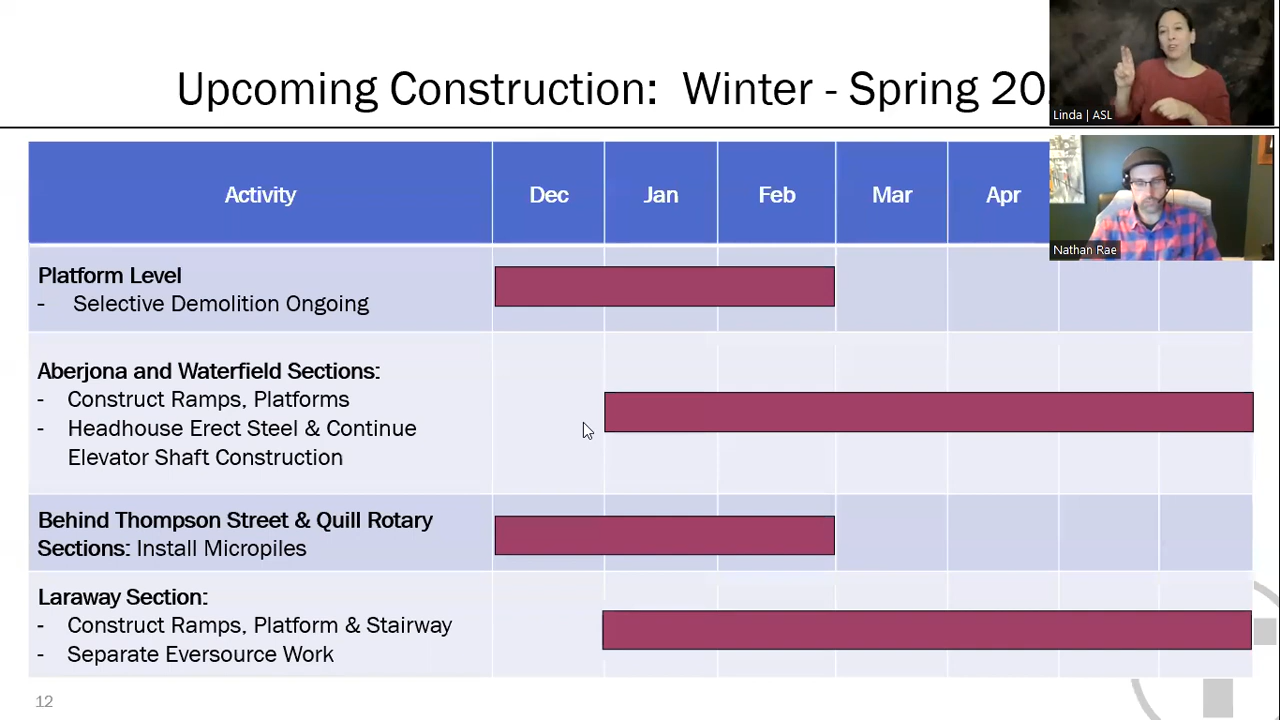 Upcoming Construction: Winter - Spring 20
Linda | ASL
Activity Dec Jan Feb Mar Apr
Nathan Rae
Platform Level
- Selective Demolition Ongoing
Aberjona and Waterfield Sections:
- Construct Ramps, Platforms
- Headhouse Erect Steel & Continue
Elevator Shaft Construction
Behind Thompson Street & Quill Rotary
Sections: Install Micropiles
Laraway Section:
- Construct Ramps, Platform & Stairway
- Separate Eversource Work
12